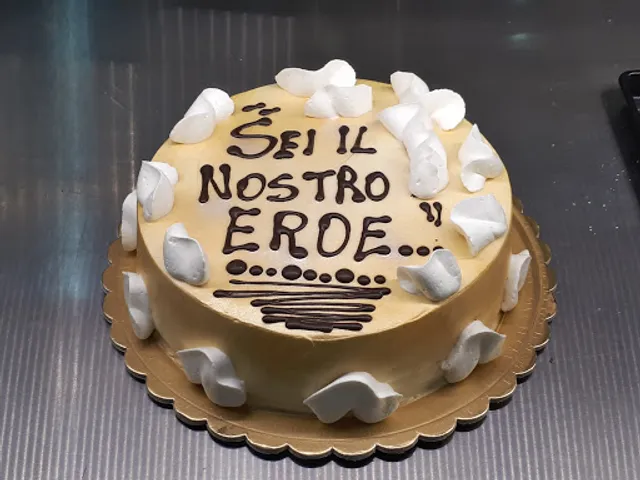 "SEI IL
NOSTRO
EROE..."